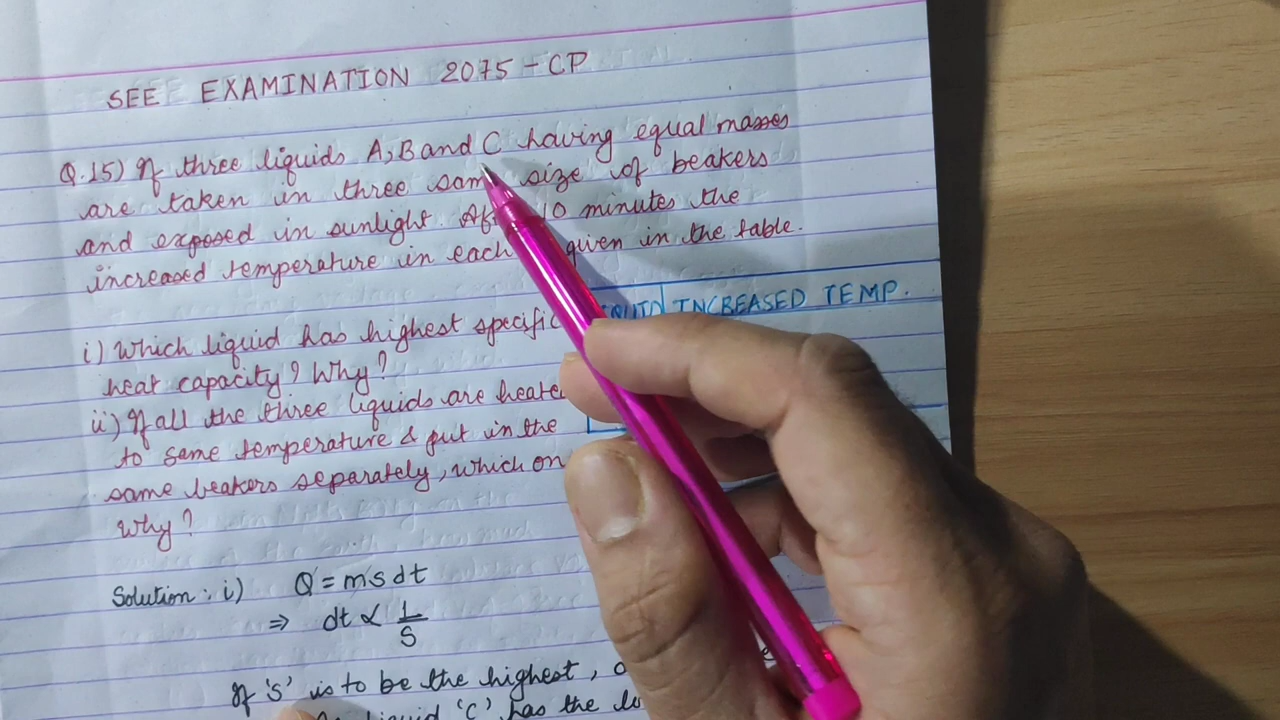 SEE EXAMINATION 2075 - CP
Q.15) If three liquids A, B and C having equal masses
are taken in three same size of beakers
and exposed in sunlight. 10 minutes the
increased temperature in each given in the table.
INCREASED TEMP.
i) Which liquid has highest specific
heat capacity? Why?
ii) If all the three liquids are
to same temperature & put in the
same beakers separately, which
Why?
Solution: i) Q = msdt
⇒ dt ∝ 1/s
If 's' is to be the highest,
liquid 'C' has the